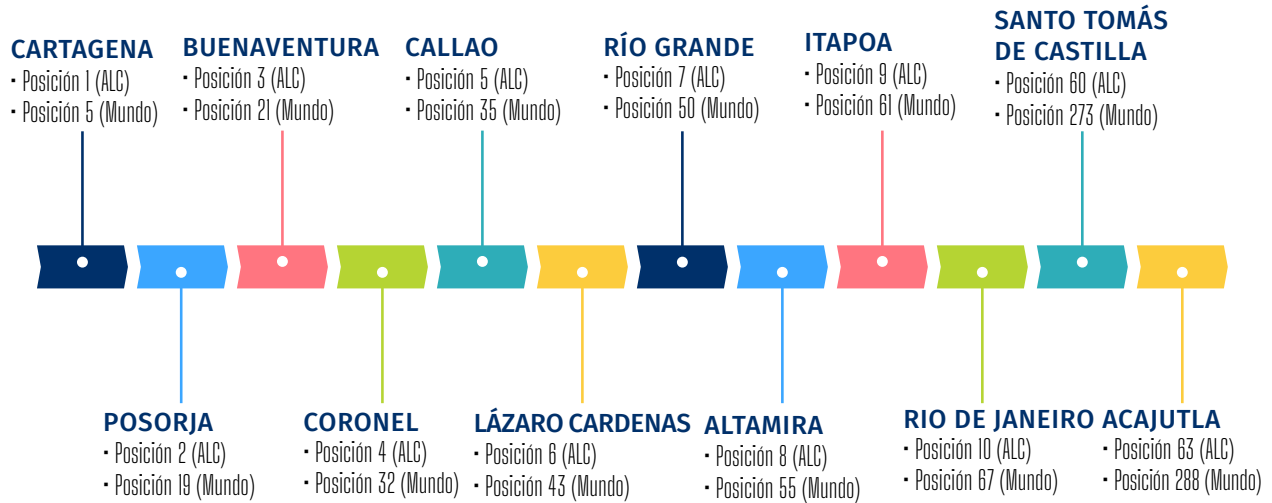 CARTAGENA
· Posición 1 (ALC)
· Posición 5 (Mundo)
BUENAVENTURA
· Posición 3 (ALC)
· Posición 21 (Mundo)
CALLAO
· Posición 5 (ALC)
· Posición 35 (Mundo)
RÍO GRANDE
· Posición 7 (ALC)
· Posición 50 (Mundo)
ITAPOA
· Posición 9 (ALC)
· Posición 61 (Mundo)
SANTO TOMÁS
DE CASTILLA
· Posición 60 (ALC)
· Posición 273 (Mundo)
POSORJA
· Posición 2 (ALC)
· Posición 19 (Mundo)
CORONEL
· Posición 4 (ALC)
· Posición 32 (Mundo)
LÁZARO CARDENAS
· Posición 6 (ALC)
· Posición 43 (Mundo)
ALTAMIRA
· Posición 8 (ALC)
· Posición 55 (Mundo)
RIO DE JANEIRO
· Posición 10 (ALC)
· Posición 67 (Mundo)
ACAJUTLA
· Posición 63 (ALC)
· Posición 288 (Mundo)